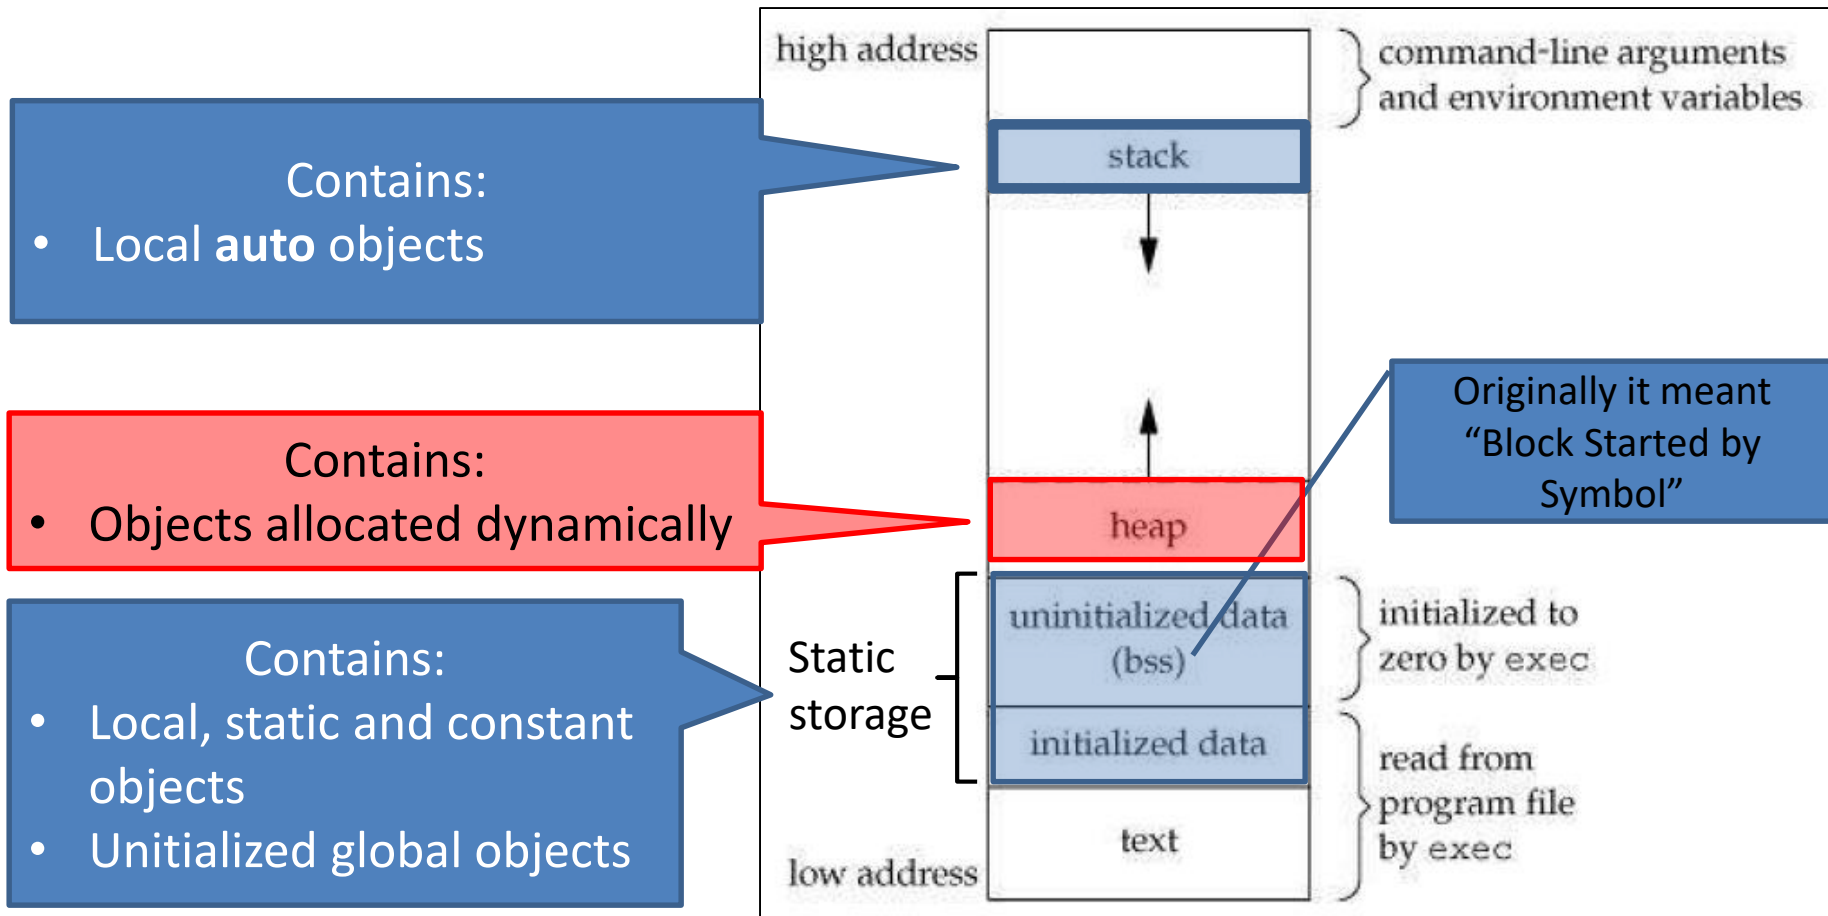 high address
command-line arguments
and environment variables
stack
Contains:
• Local auto objects
Originally it meant
“Block Started by
Symbol”
Contains:
• Objects allocated dynamically
heap
Contains:
• Local, static and constant
objects
• Unitialized global objects
Static
storage
uninitialized data
(bss)
initialized to
zero by exec
initialized data
read from
program file
by exec
text
low address